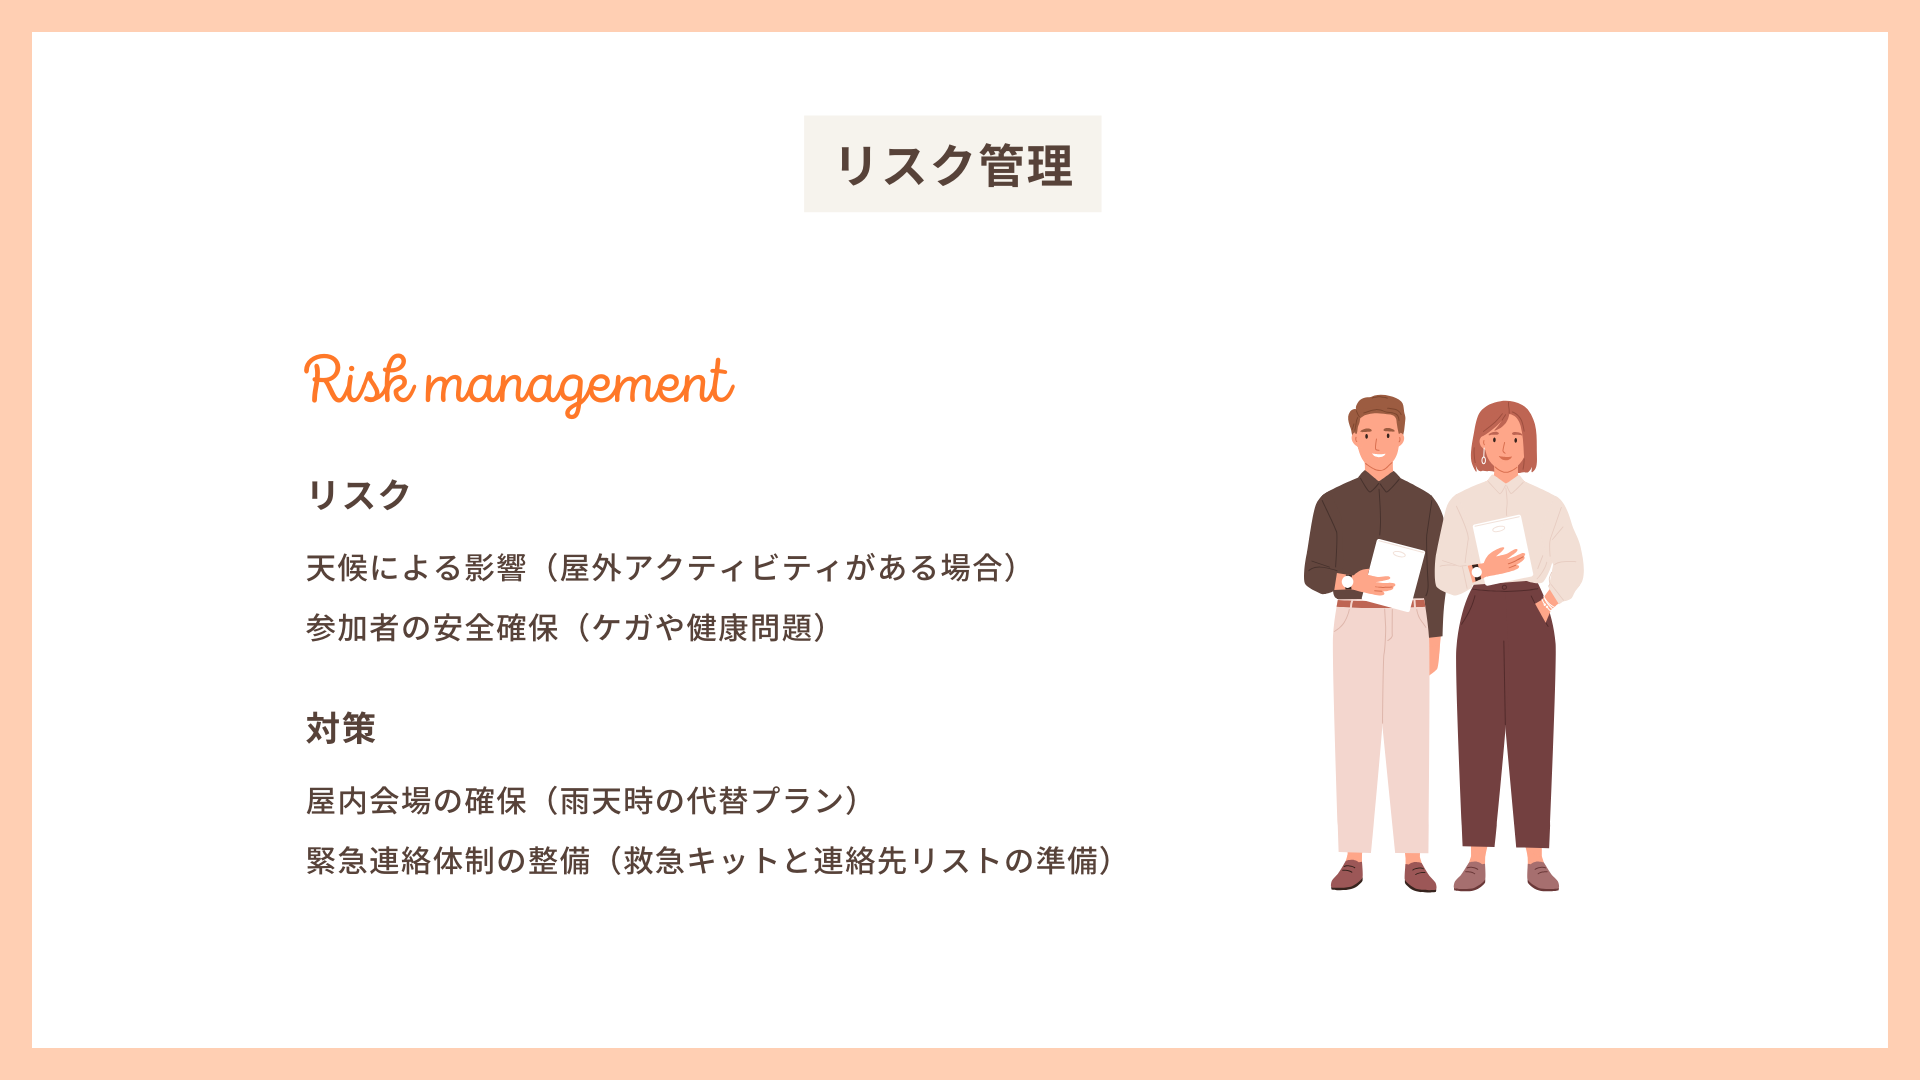 リスク管理
Risk management
リスク
天候による影響（屋外アクティビティがある場合）
参加者の安全確保（ケガや健康問題）
対策
屋内会場の確保（雨天時の代替プラン）
緊急連絡体制の整備（救急キットと連絡先リストの準備）